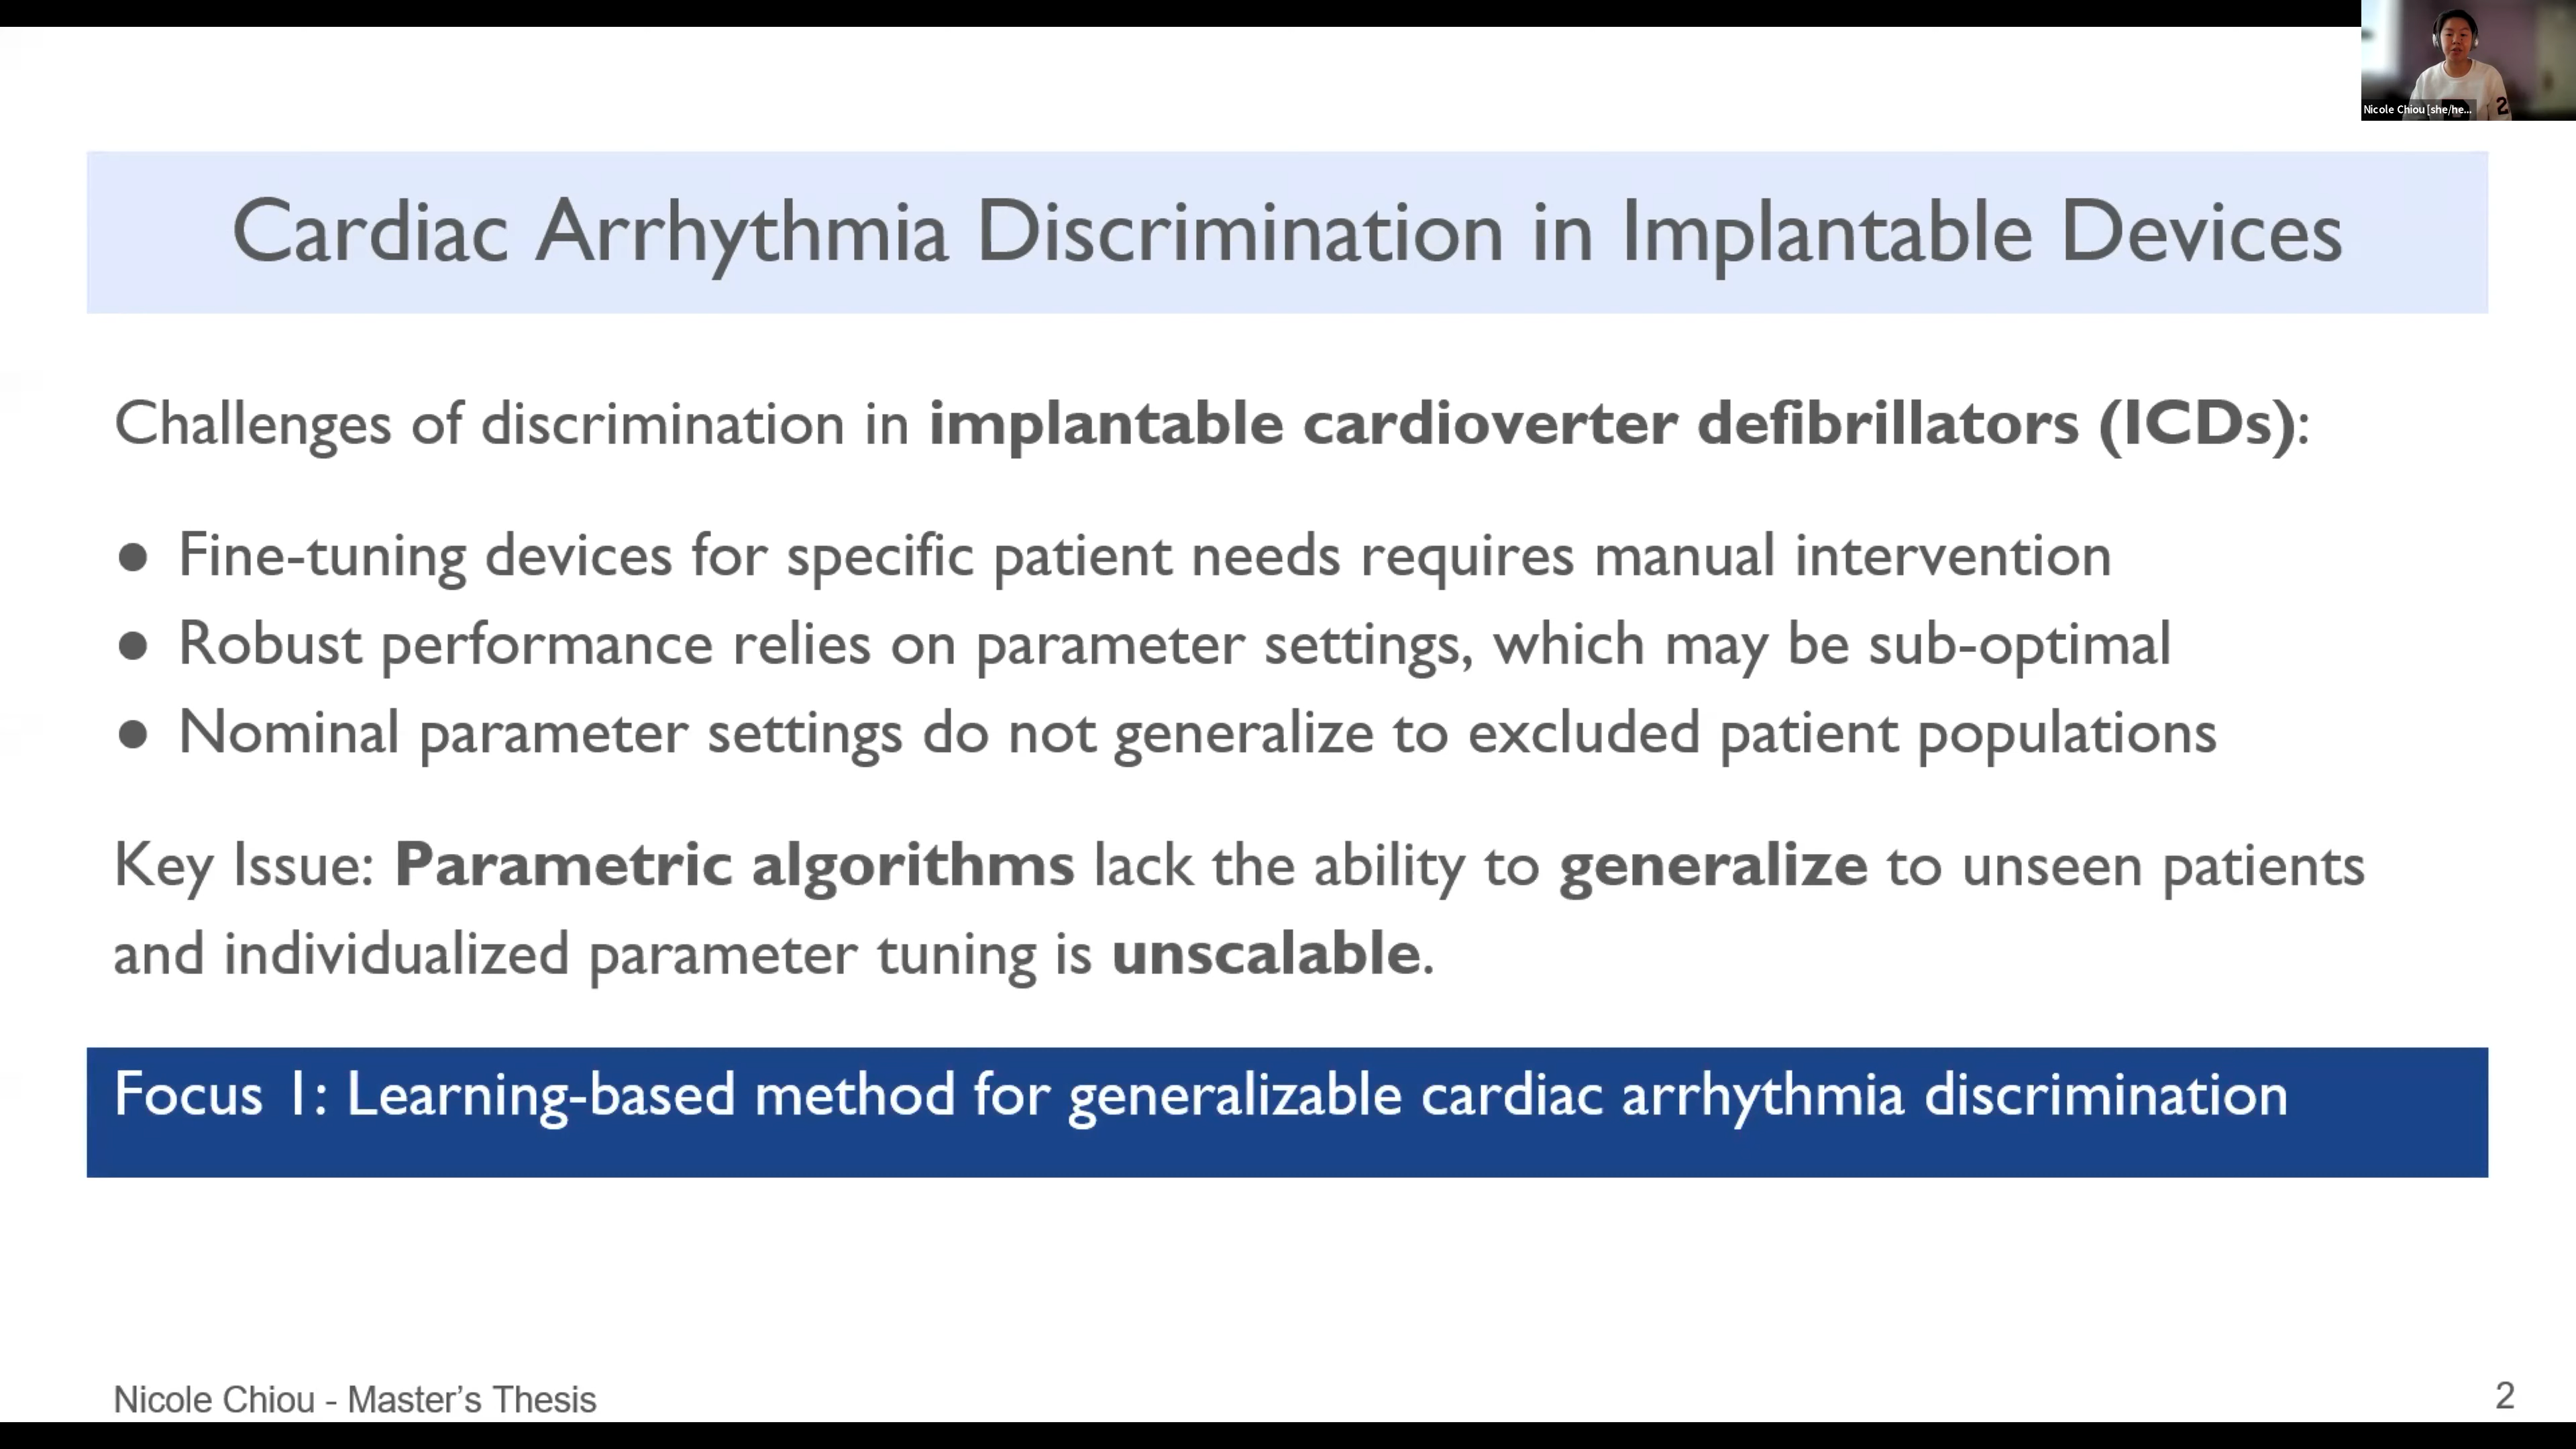 Nicole Chiou [she/he...
2
Cardiac Arrhythmia Discrimination in Implantable Devices
Challenges of discrimination in implantable cardioverter defibrillators (ICDs):
● Fine-tuning devices for specific patient needs requires manual intervention
● Robust performance relies on parameter settings, which may be sub-optimal
● Nominal parameter settings do not generalize to excluded patient populations
Key Issue: Parametric algorithms lack the ability to generalize to unseen patients
and individualized parameter tuning is unscalable.
Focus 1: Learning-based method for generalizable cardiac arrhythmia discrimination
Nicole Chiou - Master's Thesis
2